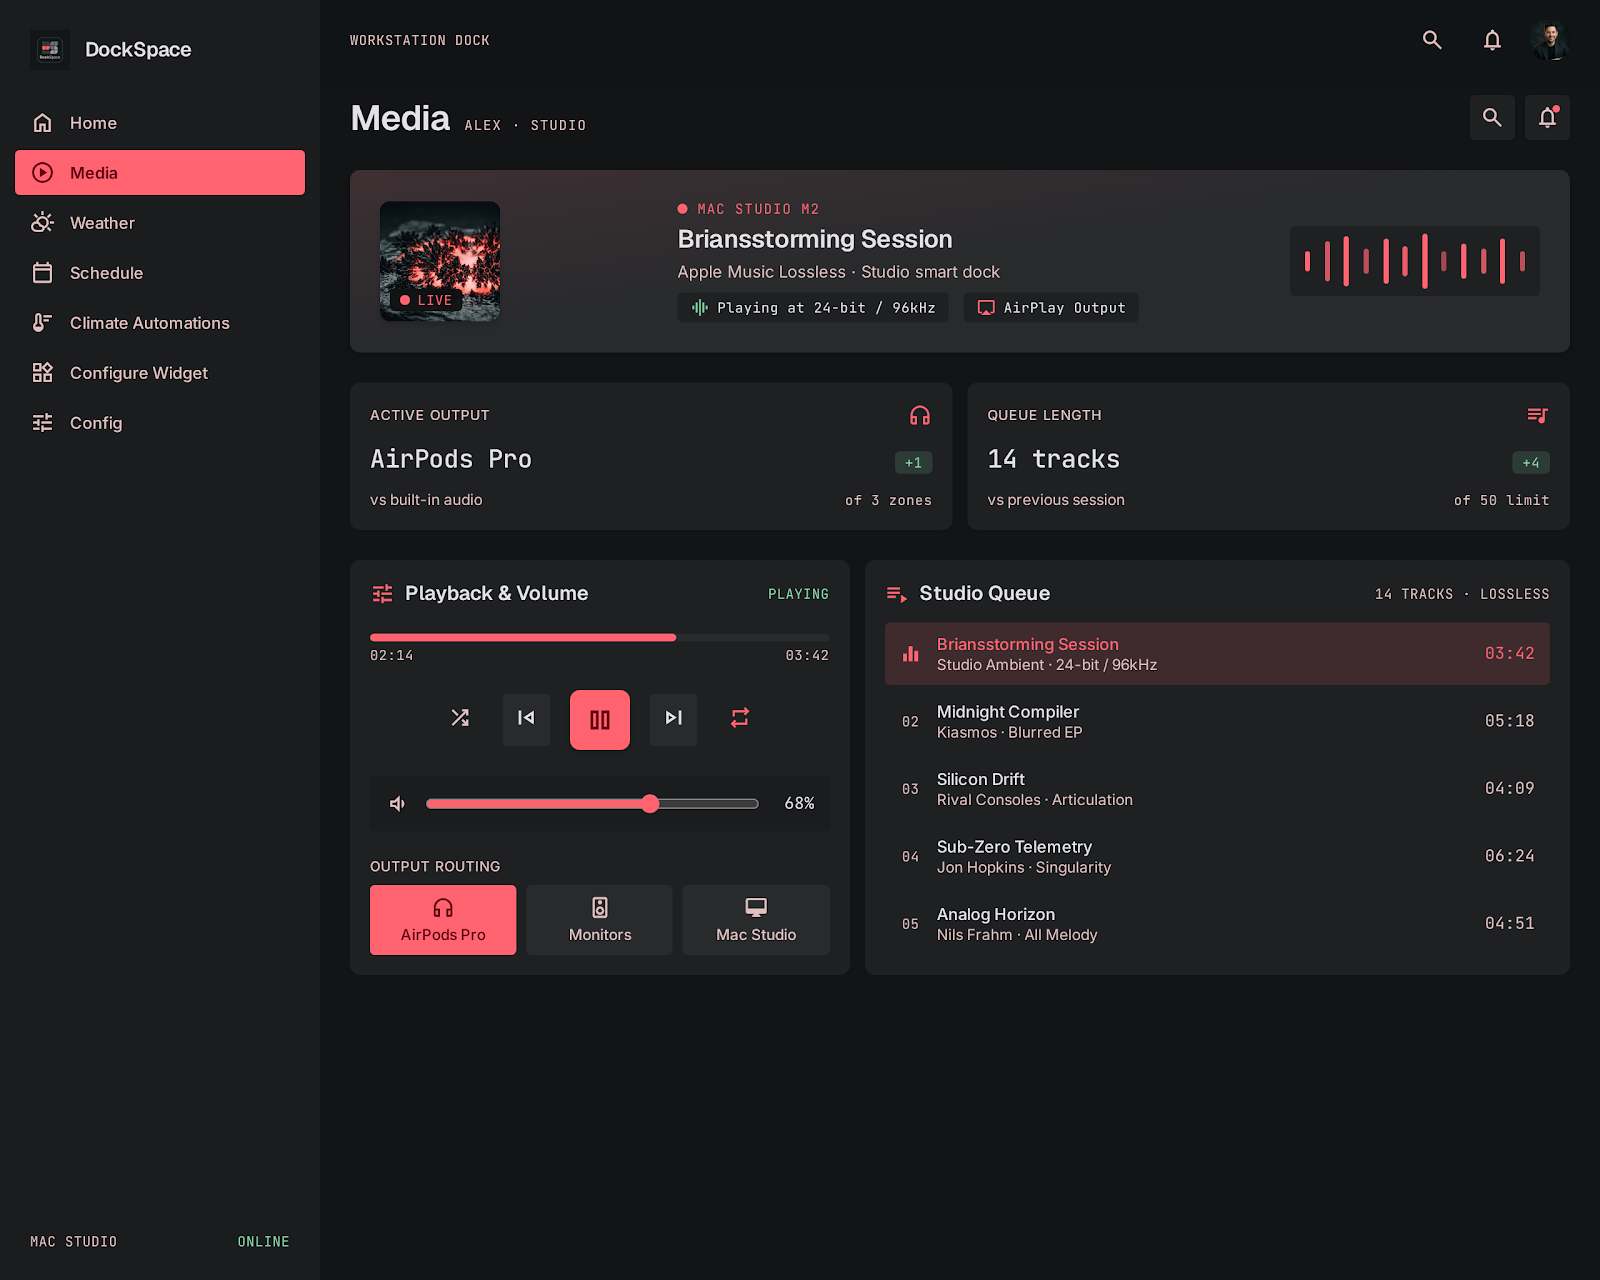 DockSpace
Home
Media
Weather
Schedule
Climate Automations
Configure Widget
Config
MAC STUDIO
ONLINE
WORKSTATION DOCK
Media
ALEX · STUDIO
LIVE
MAC STUDIO M2
Briansstorming Session
Apple Music Lossless · Studio smart dock
Playing at 24-bit / 96kHz
AirPlay Output
ACTIVE OUTPUT
AirPods Pro
+1
vs built-in audio
of 3 zones
QUEUE LENGTH
14 tracks
+4
vs previous session
of 50 limit
Playback & Volume
PLAYING
02:14
03:42
68%
OUTPUT ROUTING
AirPods Pro
Monitors
Mac Studio
Studio Queue
14 TRACKS · LOSSLESS
Briansstorming Session
Studio Ambient · 24-bit / 96kHz
03:42
02
Midnight Compiler
Kiasmos · Blurred EP
05:18
03
Silicon Drift
Rival Consoles · Articulation
04:09
04
Sub-Zero Telemetry
Jon Hopkins · Singularity
06:24
05
Analog Horizon
Nils Frahm · All Melody
04:51